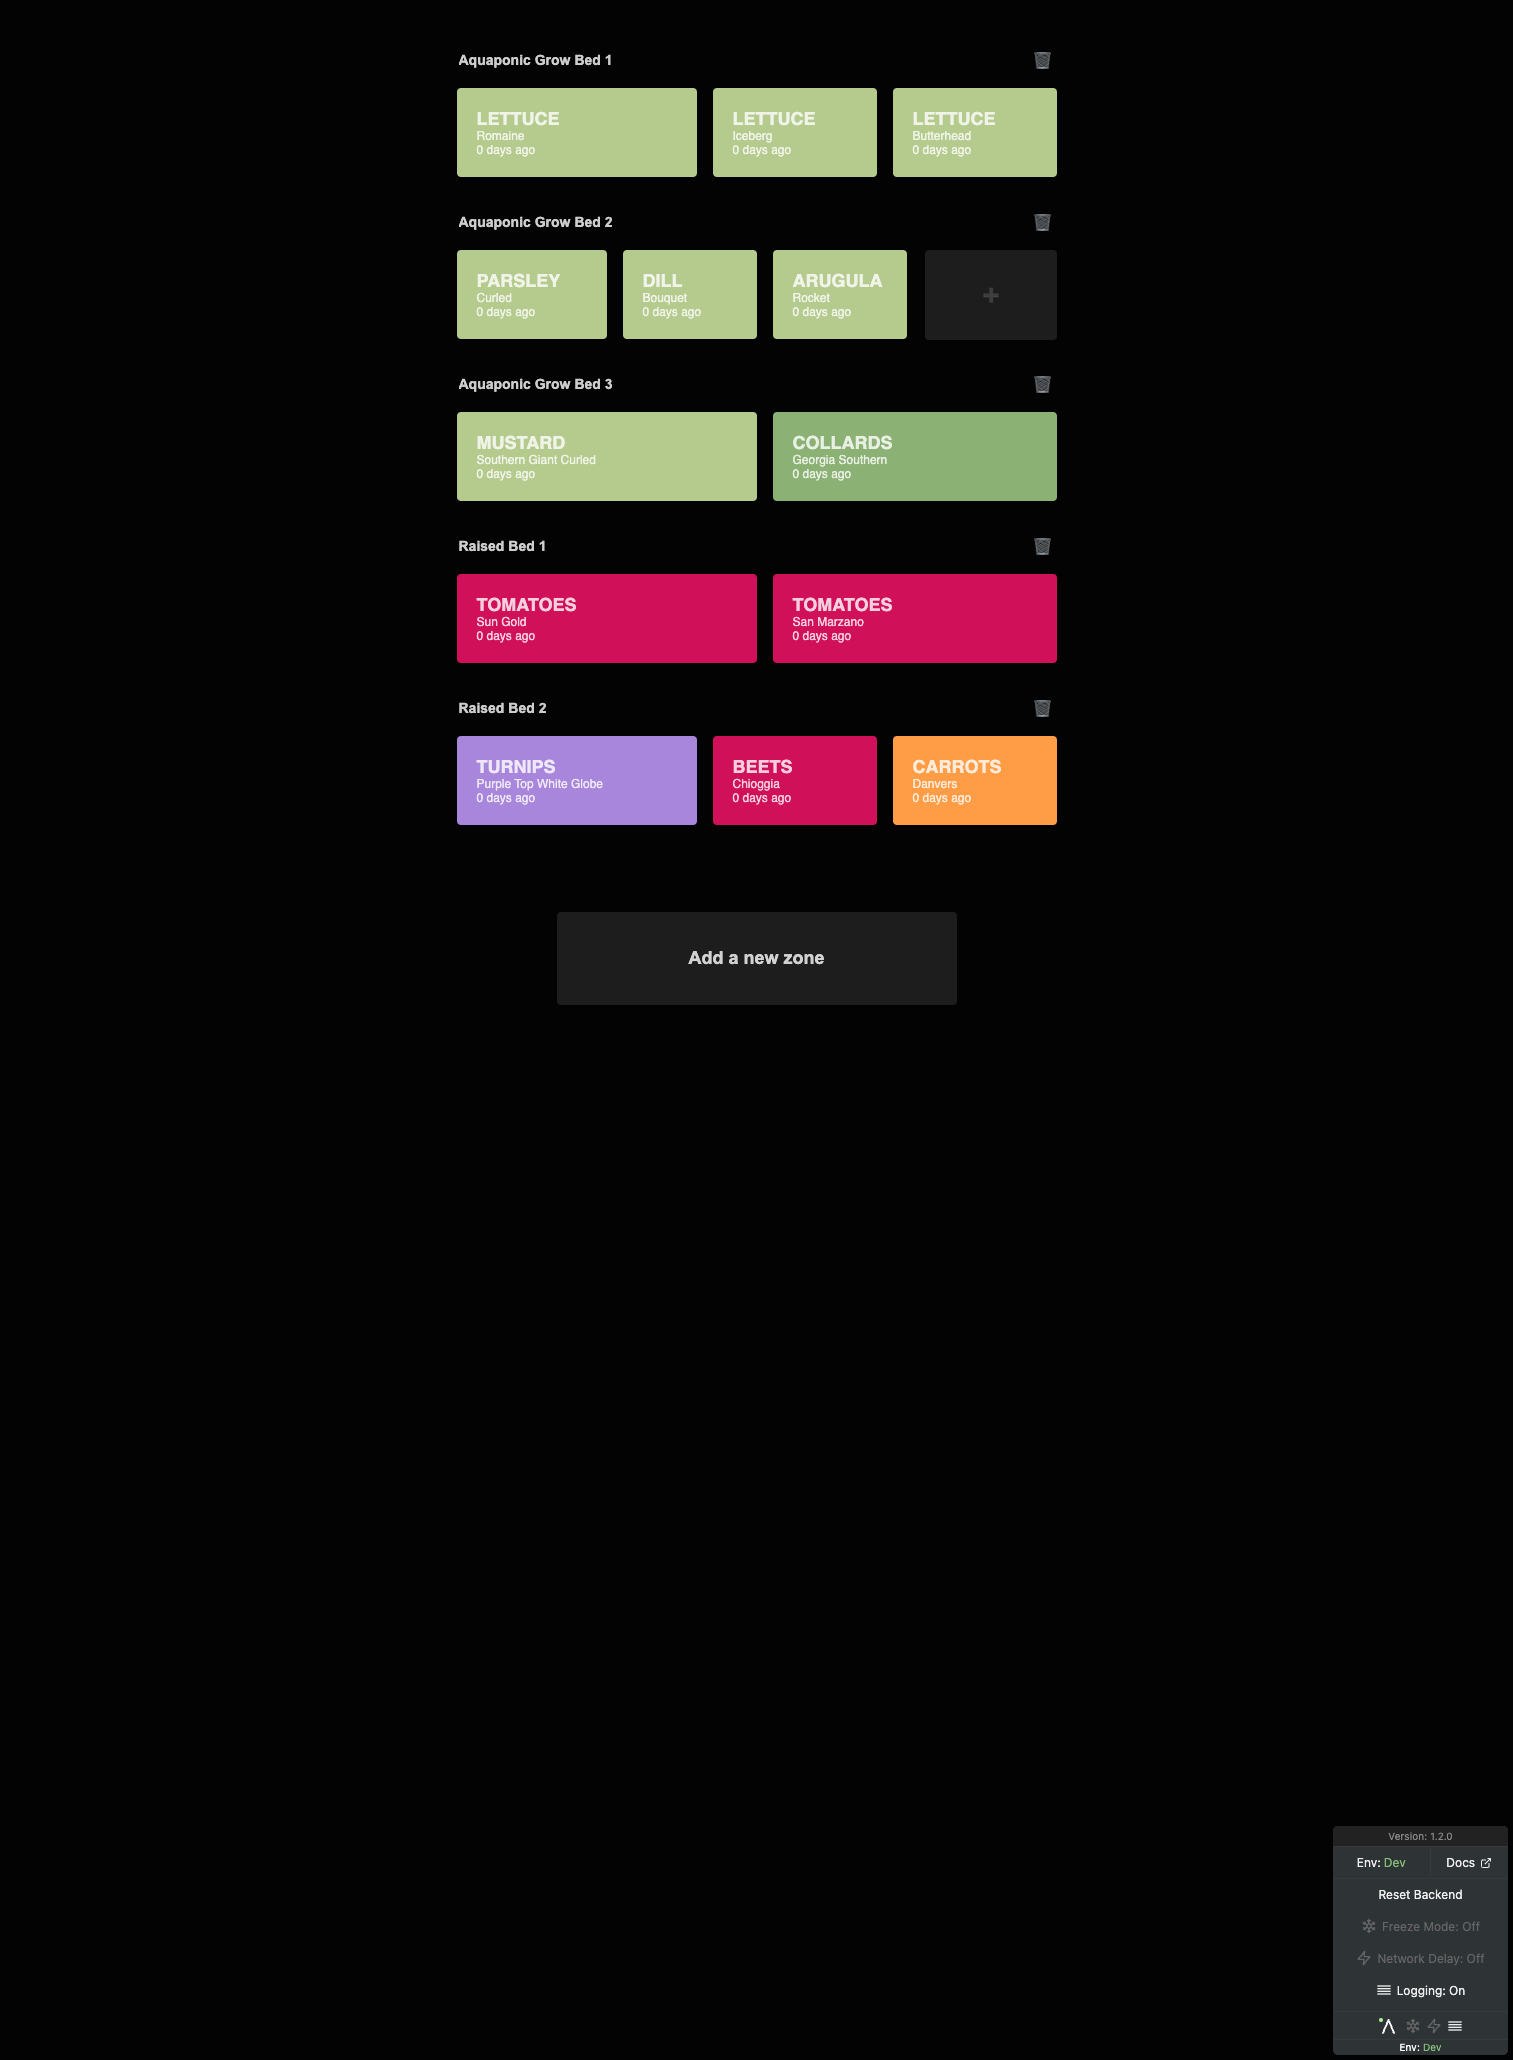 Aquaponic Grow Bed 1
LETTUCE
Romaine
0 days ago
LETTUCE
Iceberg
0 days ago
LETTUCE
Butterhead
0 days ago
Aquaponic Grow Bed 2
PARSLEY
Curled
0 days ago
DILL
Bouquet
0 days ago
ARUGULA
Rocket
0 days ago
+
Aquaponic Grow Bed 3
MUSTARD
Southern Giant Curled
0 days ago
COLLARDS
Georgia Southern
0 days ago
Raised Bed 1
TOMATOES
Sun Gold
0 days ago
TOMATOES
San Marzano
0 days ago
Raised Bed 2
TURNIPS
Purple Top White Globe
0 days ago
BEETS
Chioggia
0 days ago
CARROTS
Danvers
0 days ago
Add a new zone
Version: 1.2.0
Env: Dev
Docs
Reset Backend
Freeze Mode: Off
Network Delay: Off
Logging: On
Env: Dev